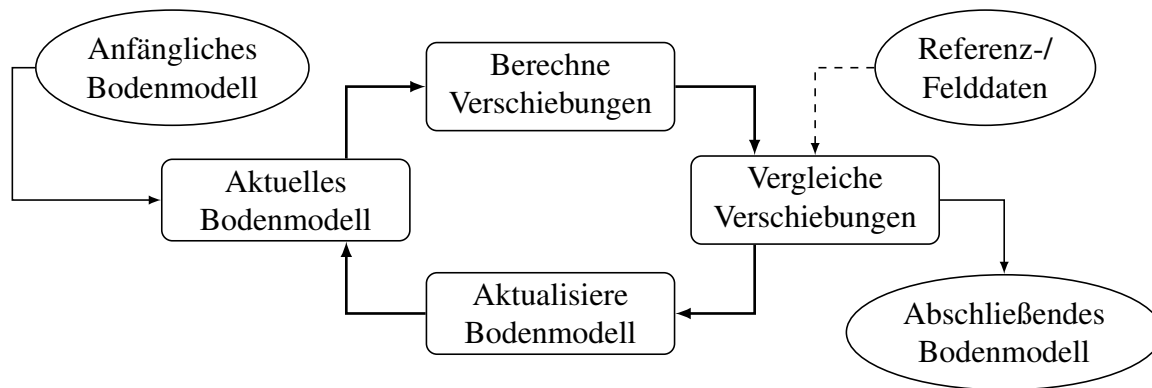 Anfängliches
Bodenmodell
Berechne
Verschiebungen
Referenz-/
Felddaten
Aktuelles
Bodenmodell
Vergleiche
Verschiebungen
Aktualisiere
Bodenmodell
Abschließendes
Bodenmodell